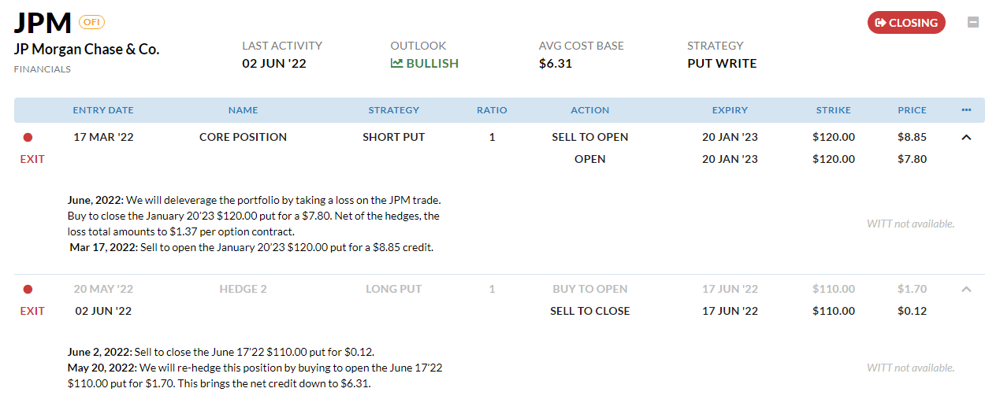 JPM OFI
CLOSING
JP Morgan Chase & Co.
FINANCIALS
LAST ACTIVITY OUTLOOK AVG COST BASE STRATEGY
02 JUN '22 BULLISH $6.31 PUT WRITE
ENTRY DATE NAME STRATEGY RATIO ACTION EXPIRY STRIKE PRICE ...
17 MAR '22 CORE POSITION SHORT PUT 1 SELL TO OPEN 20 JAN '23 $120.00 $8.85
EXIT OPEN 20 JAN '23 $120.00 $7.80
June, 2022: We will deleverage the portfolio by taking a loss on the JPM trade.
Buy to close the January 20'23 $120.00 put for a $7.80. Net of the hedges, the
loss total amounts to $1.37 per option contract.
Mar 17, 2022: Sell to open the January 20'23 $120.00 put for a $8.85 credit.
WITT not available.
20 MAY '22 HEDGE 2 LONG PUT 1 BUY TO OPEN 17 JUN '22 $110.00 $1.70
EXIT 02 JUN '22 SELL TO CLOSE 17 JUN '22 $110.00 $0.12
June 2, 2022: Sell to close the June 17'22 $110.00 put for $0.12.
May 20, 2022: We will re-hedge this position by buying to open the June 17'22
$110.00 put for $1.70. This brings the net credit down to $6.31.
WITT not available.